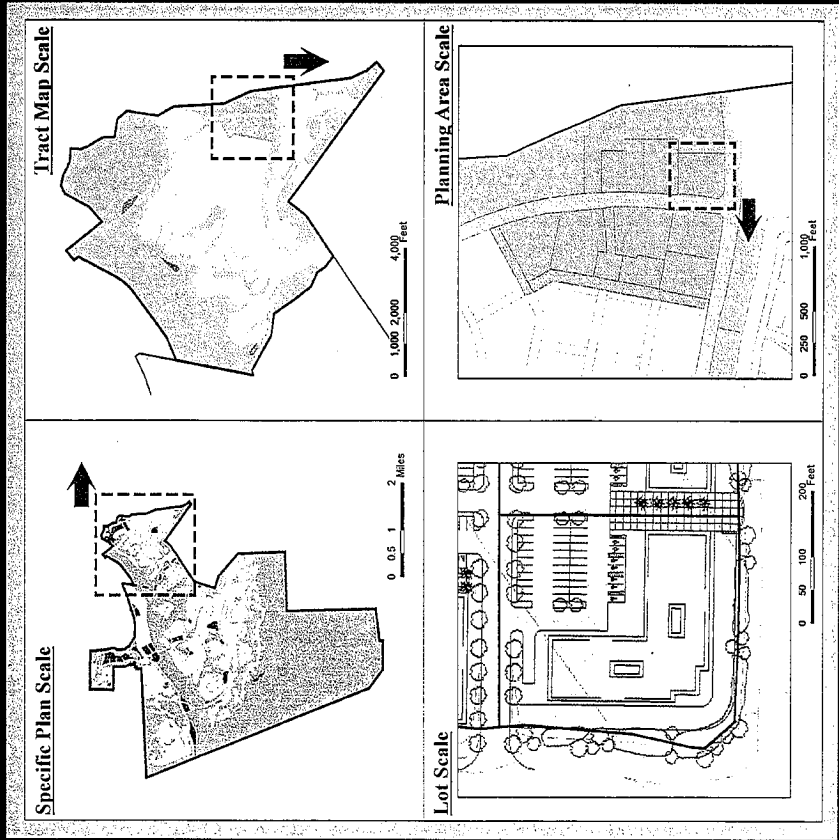 Specific Plan Scale
0 0.5 1 2
Miles
Tract Map Scale
0 1,000 2,000 4,000
Feet
Lot Scale
0 50 100 200
Feet
Planning Area Scale
0 250 500 1,000
Feet